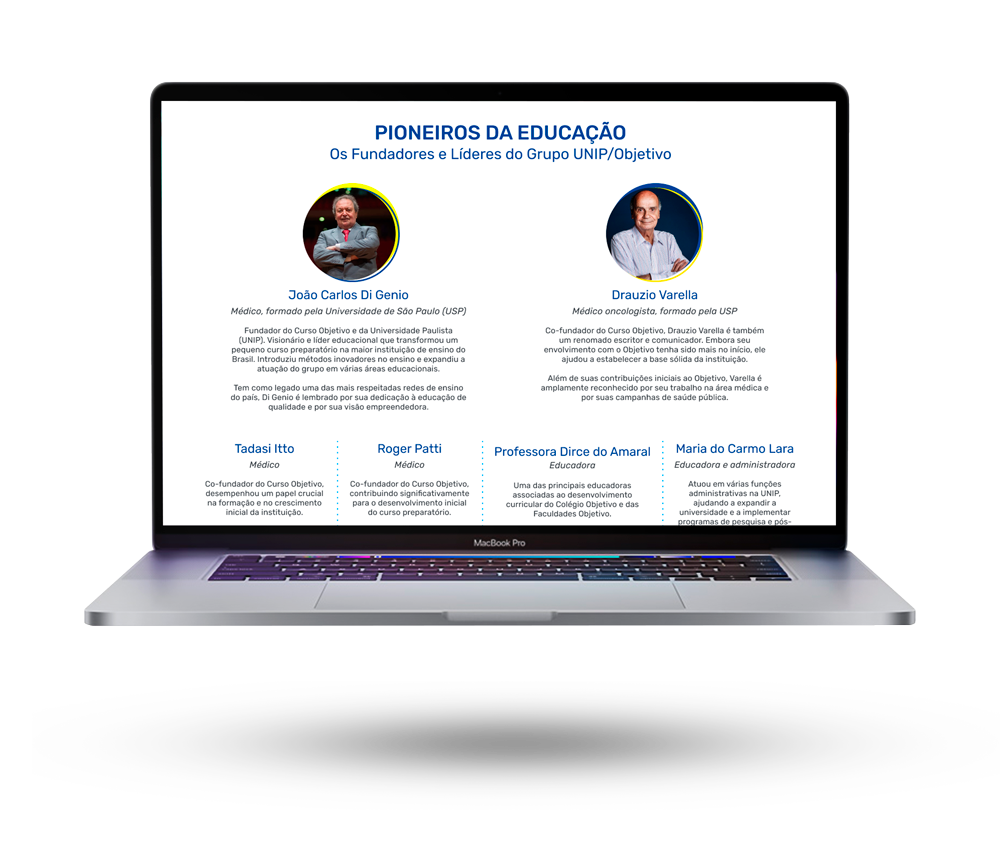 PIONEIROS DA EDUCAÇÃO
Os Fundadores e Líderes do Grupo UNIP/Objetivo
João Carlos Di Genio
Médico, formado pela Universidade de São Paulo (USP)
Fundador do Curso Objetivo e da Universidade Paulista
(UNIP). Visionário e líder educacional que transformou um
pequeno curso preparatório na maior instituição de ensino do
Brasil. Introduziu métodos inovadores no ensino e expandiu a
atuação do grupo em várias áreas educacionais.
Tem como legado uma das mais respeitadas redes de ensino
do país, Di Genio é lembrado por sua dedicação à educação de
qualidade e por sua visão empreendedora.
Drauzio Varella
Médico oncologista, formado pela USP
Co-fundador do Curso Objetivo, Drauzio Varella é também
um renomado escritor e comunicador. Embora seu
envolvimento com o Objetivo tenha sido mais no início, ele
ajudou a estabelecer a base sólida da instituição.
Além de suas contribuições iniciais ao Objetivo, Varella é
amplamente reconhecido por seu trabalho na área médica e
por suas campanhas de saúde pública.
Tadasi Itto
Médico
Co-fundador do Curso Objetivo,
desempenhou um papel crucial
na formação e no crescimento
inicial da instituição.
Roger Patti
Médico
Co-fundador do Curso Objetivo,
contribuindo significativamente
para o desenvolvimento inicial
do curso preparatório.
Professora Dirce do Amaral
Educadora
Uma das principais educadoras
associadas ao desenvolvimento
curricular do Colégio Objetivo e das
Faculdades Objetivo.
Maria do Carmo Lara
Educadora e administradora
Atuou em várias funções
administrativas na UNIP,
ajudando a expandir a
universidade e a implementar
programas de pesquisa e pós-
MacBook Pro